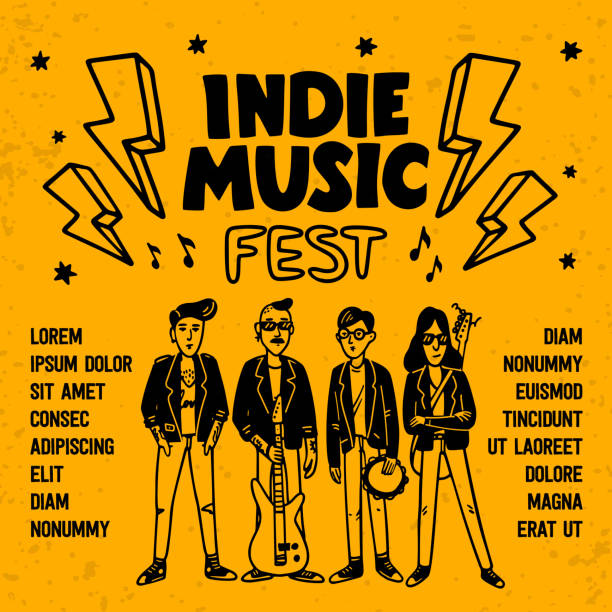 INDIE
MUSIC
FEST
LOREM
IPSUM DOLOR
SIT AMET
CONSEC
ADIPISCING
ELIT
DIAM
NONUMMY
DIAM
NONUMMY
EUISMOD
TINCIDUNT
UT LAOREET
DOLORE
MAGNA
ERAT UT